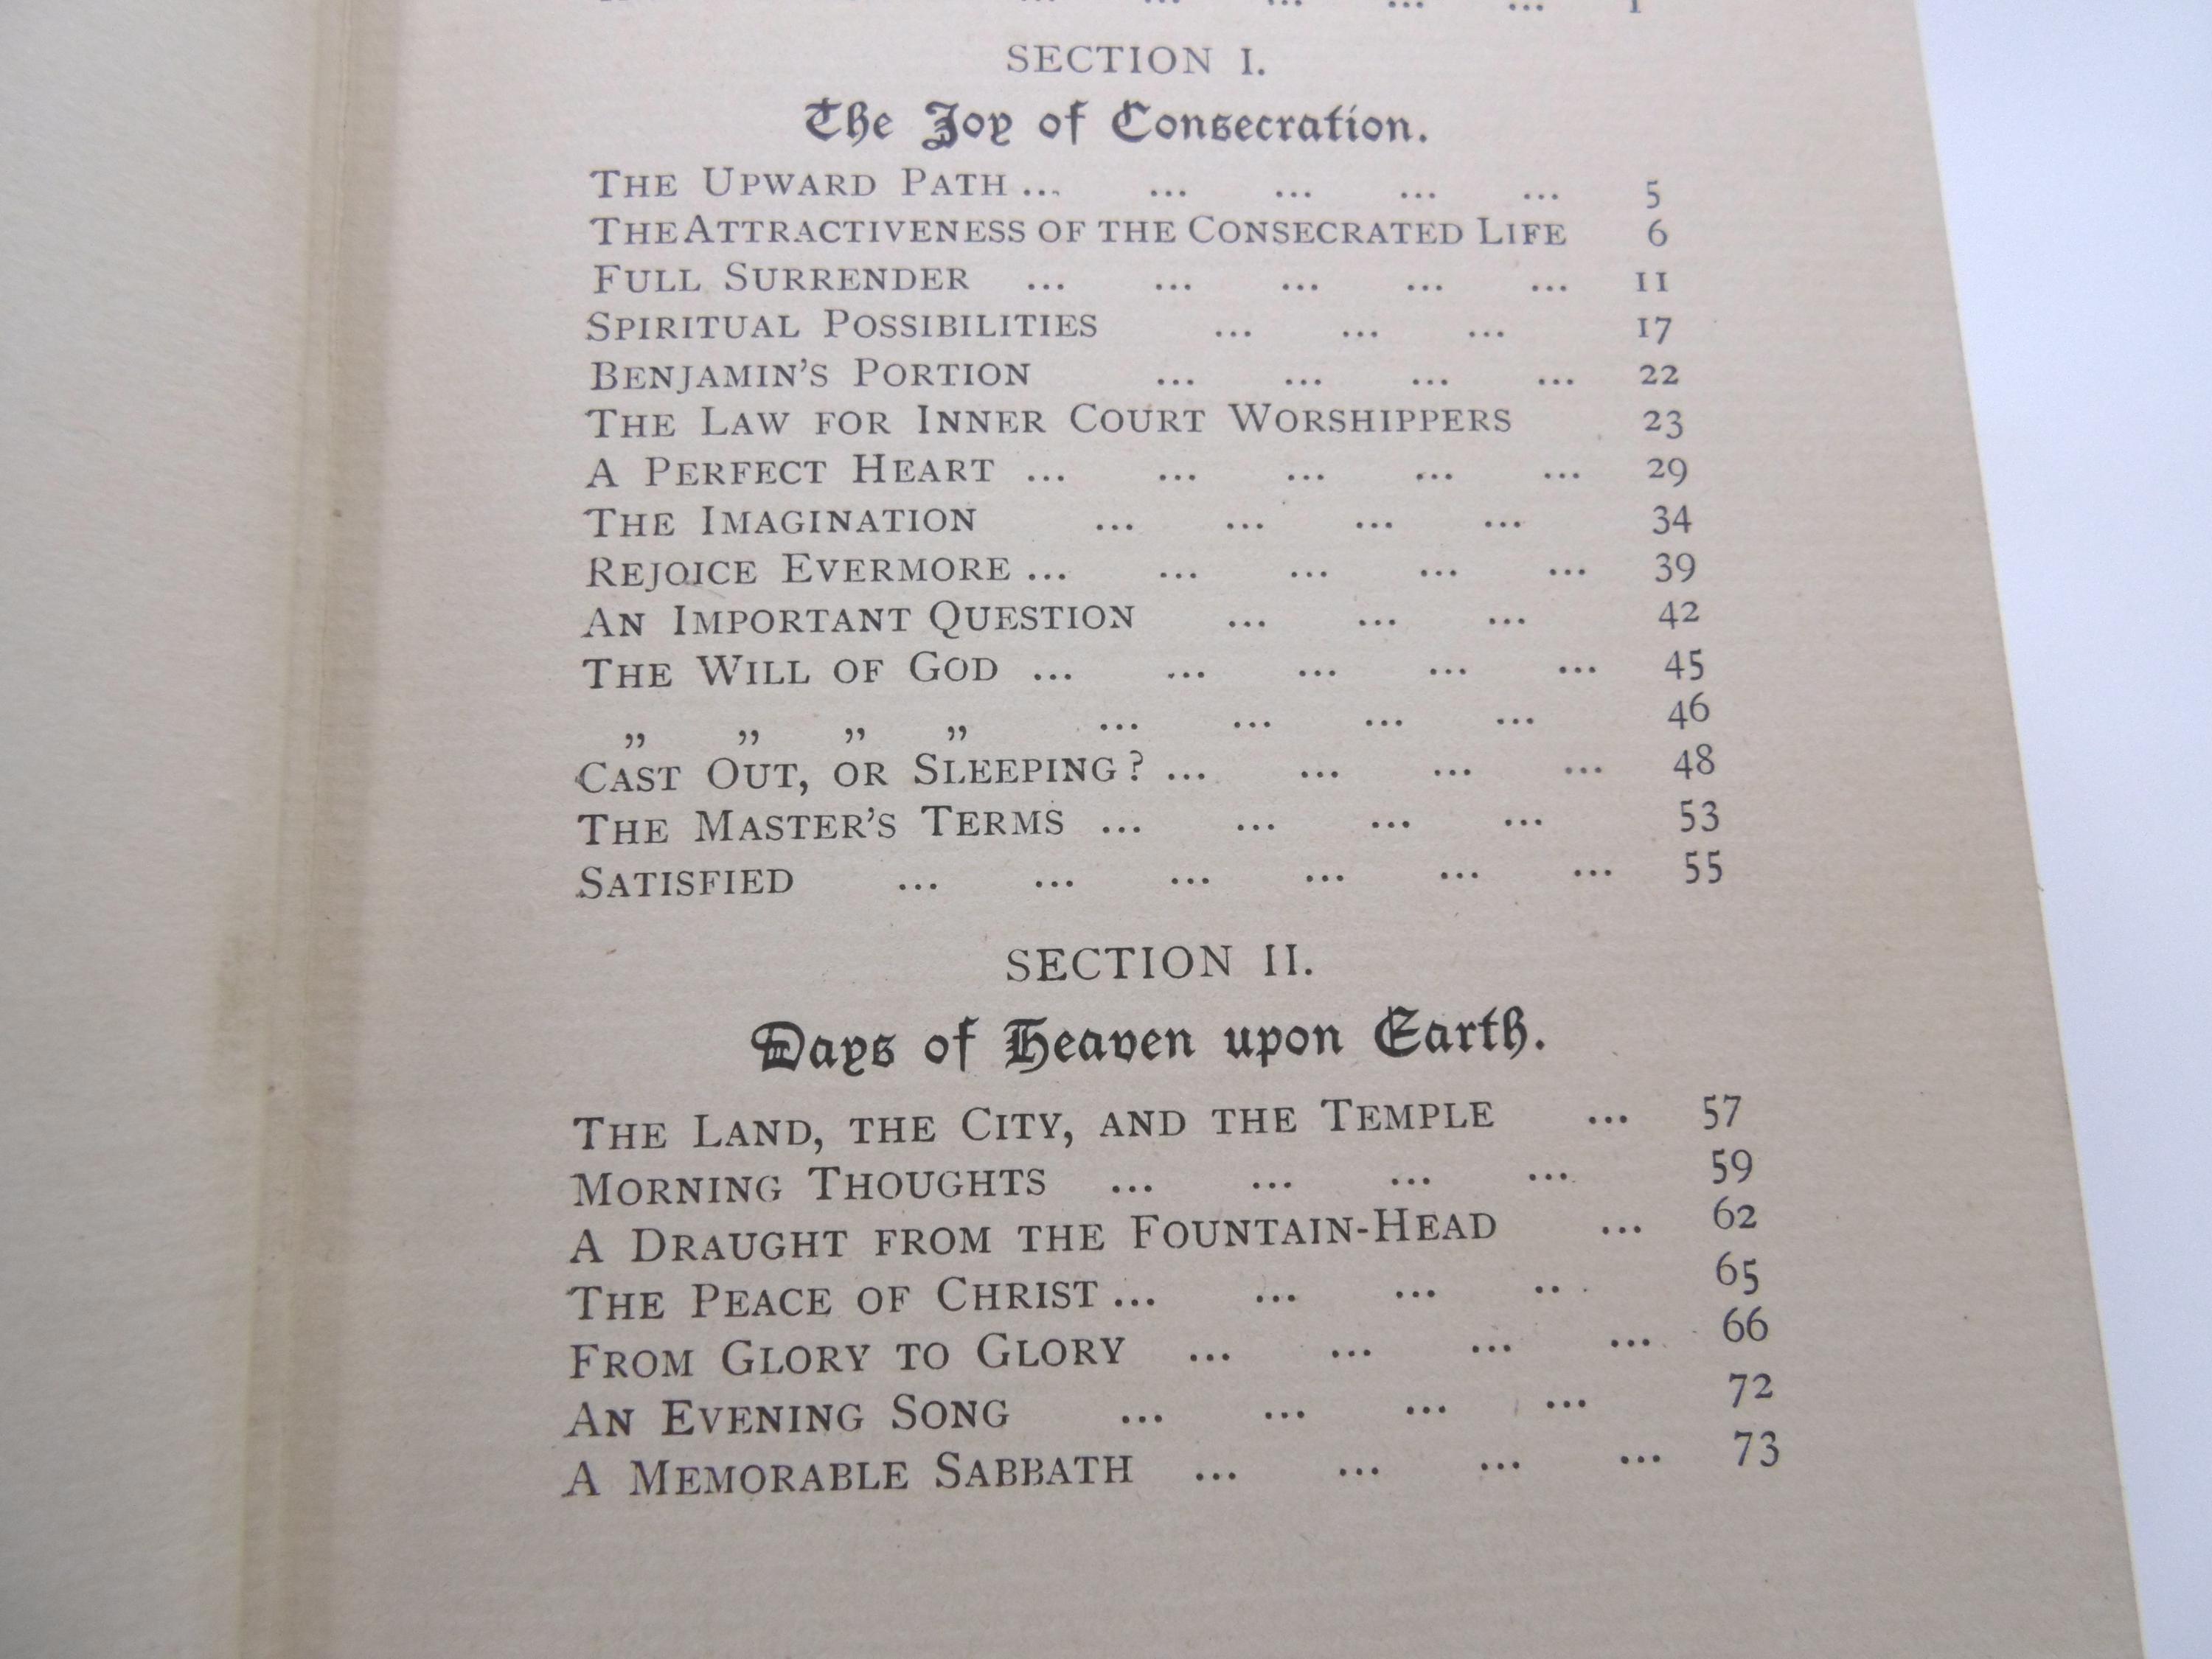 ... ... ... ... ... 1
SECTION I.
The Joy of Consecration.
THE UPWARD PATH ... ... ... ... ... 5
THE ATTRACTIVENESS OF THE CONSECRATED LIFE 6
FULL SURRENDER ... ... ... ... ... 11
SPIRITUAL POSSIBILITIES ... ... ... 17
BENJAMIN'S PORTION ... ... ... ... 22
THE LAW FOR INNER COURT WORSHIPPERS 23
A PERFECT HEART ... ... ... ... ... 29
THE IMAGINATION ... ... ... ... 34
REJOICE EVERMORE ... ... ... ... ... 39
AN IMPORTANT QUESTION ... ... ... 42
THE WILL OF GOD ... ... ... ... ... 45
„ „ „ „ ... ... ... ... 46
CAST OUT, OR SLEEPING? ... ... ... ... 48
THE MASTER'S TERMS ... ... ... ... 53
SATISFIED ... ... ... ... ... ... 55
SECTION II.
Days of Heaven upon Earth.
THE LAND, THE CITY, AND THE TEMPLE ... 57
MORNING THOUGHTS ... ... ... ... 59
A DRAUGHT FROM THE FOUNTAIN-HEAD ... 62
THE PEACE OF CHRIST ... ... ... ... 65
FROM GLORY TO GLORY ... ... ... ... 66
AN EVENING SONG ... ... ... ... 72
A MEMORABLE SABBATH ... ... ... ... 73